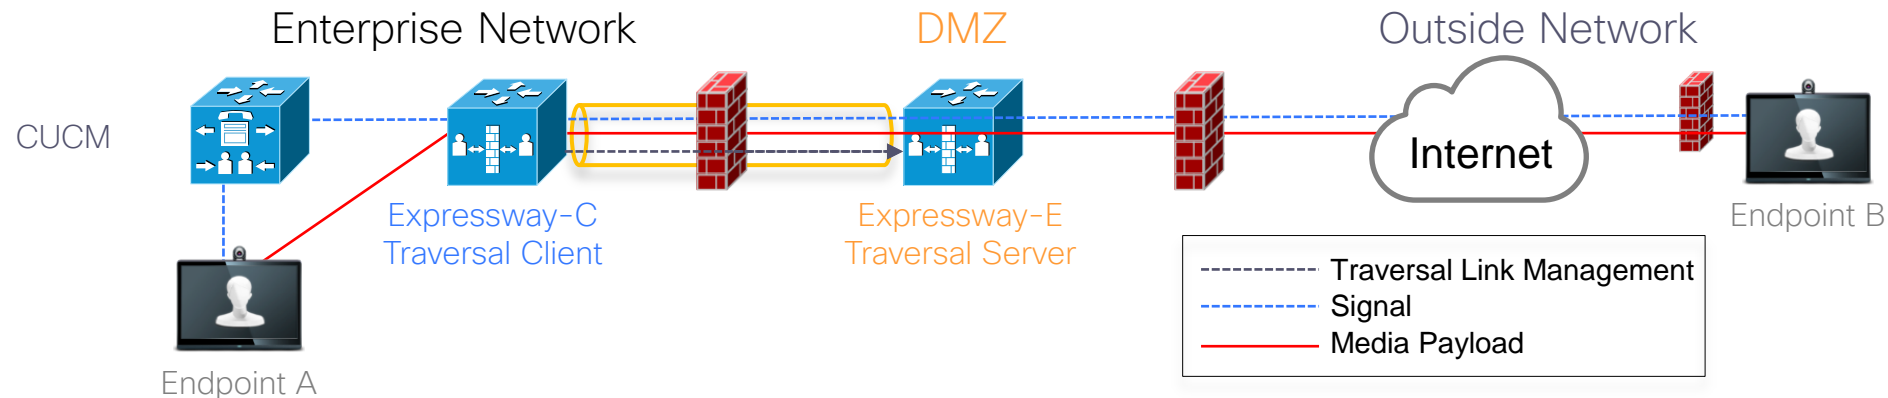 Enterprise Network
DMZ
Outside Network
CUCM
Internet
Expressway-C
Traversal Client
Expressway-E
Traversal Server
Endpoint B
Traversal Link Management
Signal
Media Payload
Endpoint A